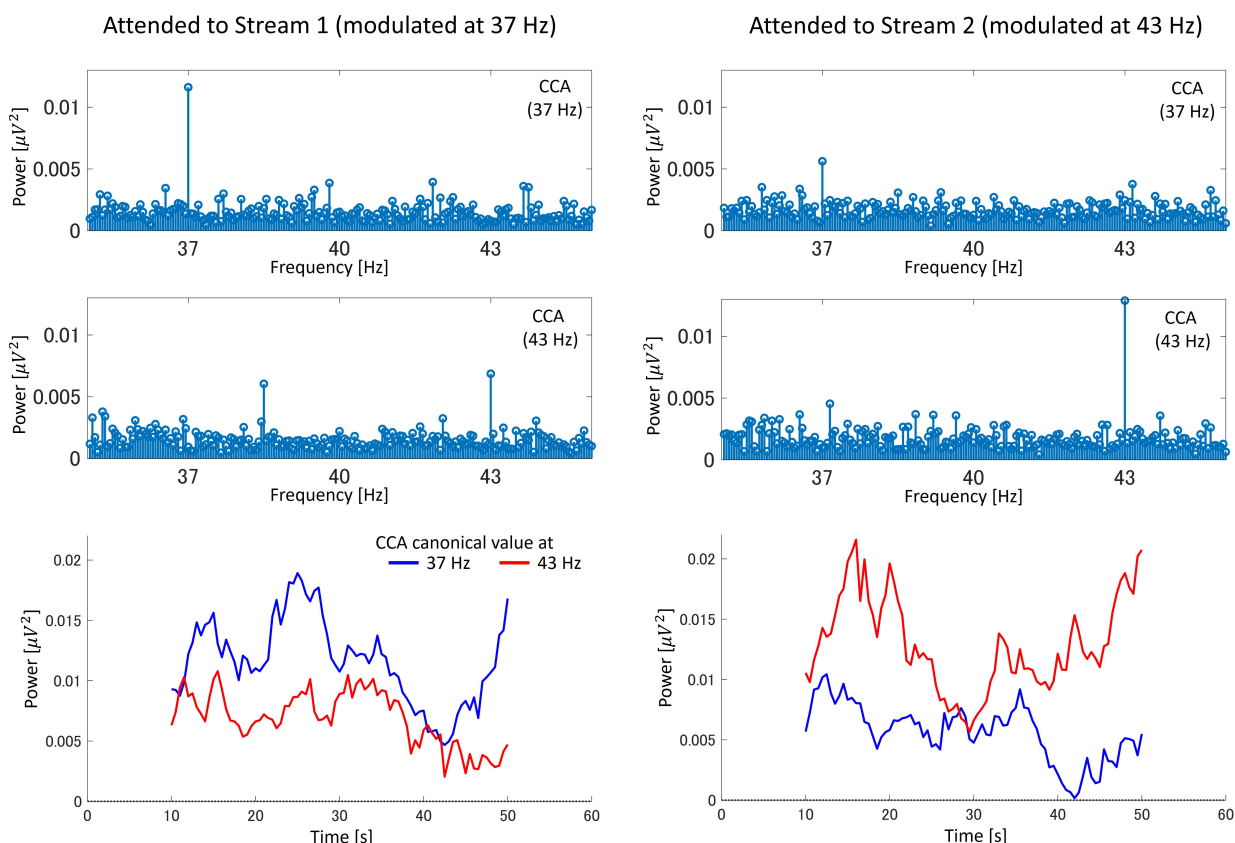 Attended to Stream 1 (modulated at 37 Hz)
Attended to Stream 2 (modulated at 43 Hz)
Power [μV²]
0.01
0.005
0
CCA
(37 Hz)
37
40
43
Frequency [Hz]
Power [μV²]
0.01
0.005
0
CCA
(37 Hz)
37
40
43
Frequency [Hz]
Power [μV²]
0.01
0.005
0
CCA
(43 Hz)
37
40
43
Frequency [Hz]
Power [μV²]
0.01
0.005
0
CCA
(43 Hz)
37
40
43
Frequency [Hz]
Power [μV²]
0.02
0.015
0.01
0.005
0
CCA canonical value at
37 Hz
43 Hz
0
10
20
30
40
50
60
Time [s]
Power [μV²]
0.02
0.015
0.01
0.005
0
0
10
20
30
40
50
60
Time [s]